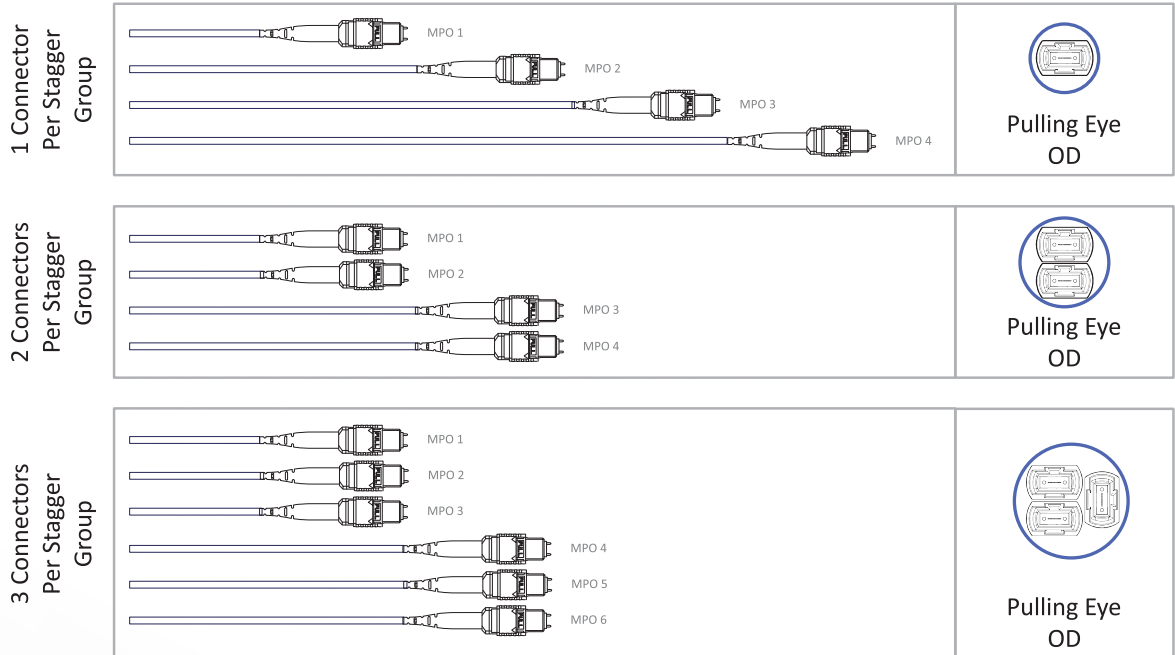 1 Connector
Per Stagger
Group
MPO 1
MPO 2
MPO 3
MPO 4
Pulling Eye
OD
2 Connectors
Per Stagger
Group
MPO 1
MPO 2
MPO 3
MPO 4
Pulling Eye
OD
3 Connectors
Per Stagger
Group
MPO 1
MPO 2
MPO 3
MPO 4
MPO 5
MPO 6
Pulling Eye
OD